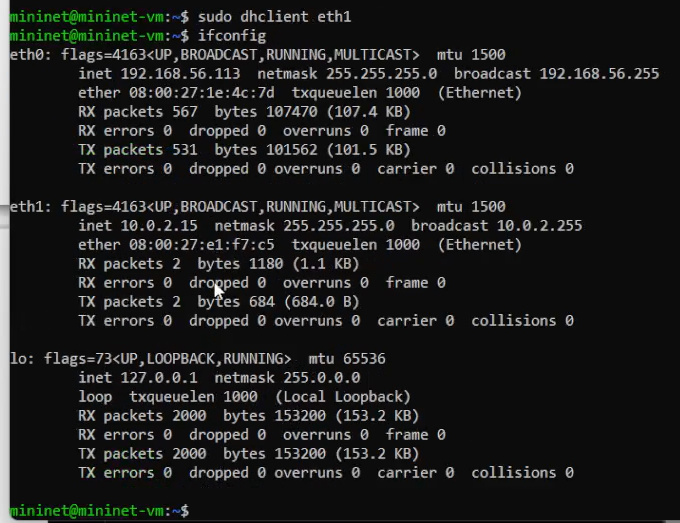 mininet@mininet-vm:~$ sudo dhclient eth1
mininet@mininet-vm:~$ ifconfig
eth0: flags=4163<UP,BROADCAST,RUNNING,MULTICAST>  mtu 1500
        inet 192.168.56.113  netmask 255.255.255.0  broadcast 192.168.56.255
        ether 08:00:27:1e:4c:7d  txqueuelen 1000  (Ethernet)
        RX packets 567  bytes 107470 (107.4 KB)
        RX errors 0  dropped 0  overruns 0  frame 0
        TX packets 531  bytes 101562 (101.5 KB)
        TX errors 0  dropped 0 overruns 0  carrier 0  collisions 0

eth1: flags=4163<UP,BROADCAST,RUNNING,MULTICAST>  mtu 1500
        inet 10.0.2.15  netmask 255.255.255.0  broadcast 10.0.2.255
        ether 08:00:27:e1:f7:c5  txqueuelen 1000  (Ethernet)
        RX packets 2  bytes 1180 (1.1 KB)
        RX errors 0  dropped 0  overruns 0  frame 0
        TX packets 2  bytes 684 (684.0 B)
        TX errors 0  dropped 0 overruns 0  carrier 0  collisions 0

lo: flags=73<UP,LOOPBACK,RUNNING>  mtu 65536
        inet 127.0.0.1  netmask 255.0.0.0
        loop  txqueuelen 1000  (Local Loopback)
        RX packets 2000  bytes 153200 (153.2 KB)
        RX errors 0  dropped 0  overruns 0  frame 0
        TX packets 2000  bytes 153200 (153.2 KB)
        TX errors 0  dropped 0 overruns 0  carrier 0  collisions 0

mininet@mininet-vm:~$